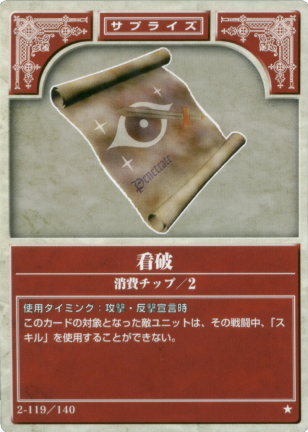 サプライズ
Penetrate
看破
消費チップ／2
使用タイミング：攻撃・反撃宣言時
このカードの対象となった敵ユニットは、その戦闘中、「ス
キル」を使用することができない。
2-119／140
★